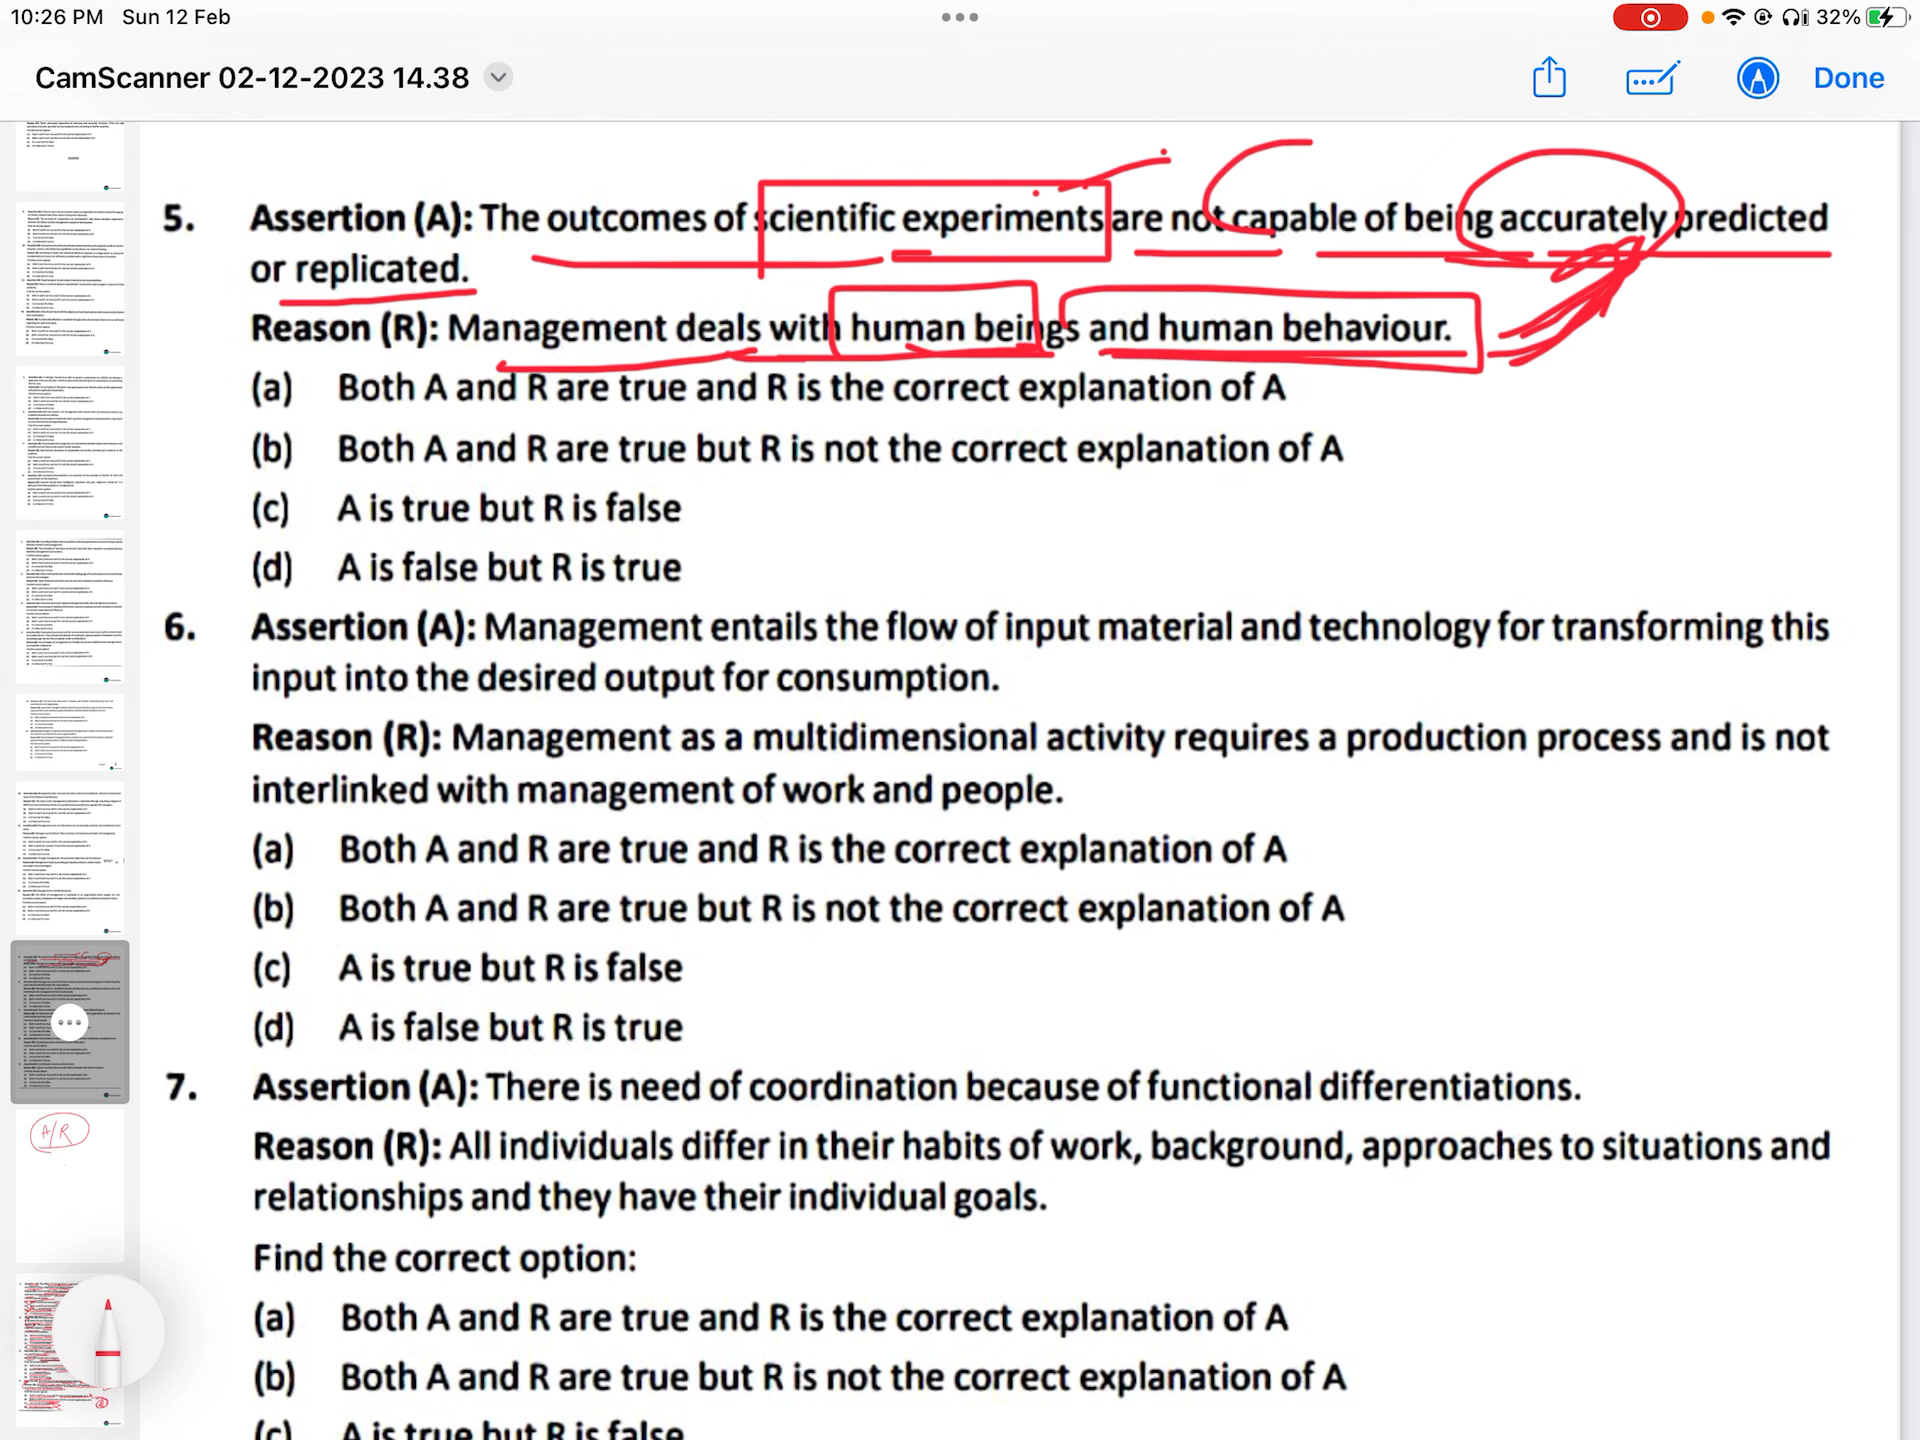 10:26 PM Sun 12 Feb
32%
CamScanner 02-12-2023 14.38
Done
5. Assertion (A): The outcomes of scientific experiments are not capable of being accurately predicted
or replicated.
Reason (R): Management deals with human beings and human behaviour.
(a) Both A and R are true and R is the correct explanation of A
(b) Both A and R are true but R is not the correct explanation of A
(c) A is true but R is false
(d) A is false but R is true
6. Assertion (A): Management entails the flow of input material and technology for transforming this
input into the desired output for consumption.
Reason (R): Management as a multidimensional activity requires a production process and is not
interlinked with management of work and people.
(a) Both A and R are true and R is the correct explanation of A
(b) Both A and R are true but R is not the correct explanation of A
(c) A is true but R is false
(d) A is false but R is true
7. Assertion (A): There is need of coordination because of functional differentiations.
Reason (R): All individuals differ in their habits of work, background, approaches to situations and
relationships and they have their individual goals.
Find the correct option:
(a) Both A and R are true and R is the correct explanation of A
(b) Both A and R are true but R is not the correct explanation of A
(c) A is true but R is false
A/R